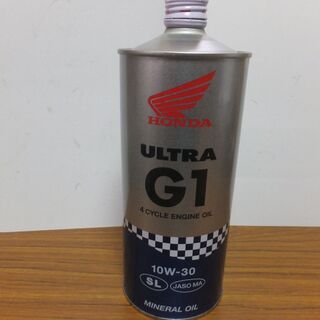 HONDA
ULTRA
G1
4 CYCLE ENGINE OIL
10W-30
SL JASO MA
MINERAL OIL